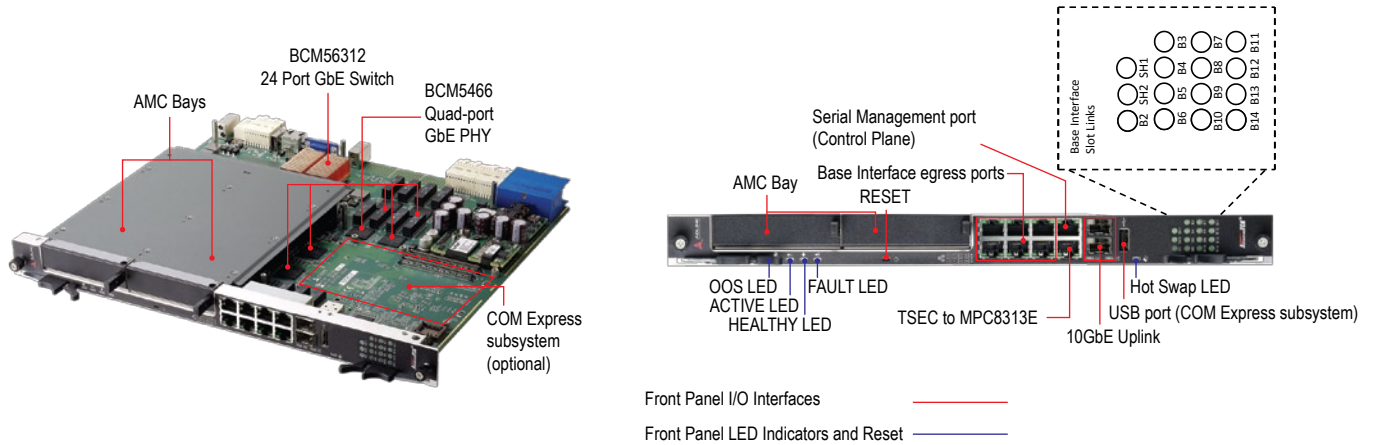 BCM56312
24 Port GbE Switch
BCM5466
Quad-port
GbE PHY
AMC Bays
COM Express
subsystem
(optional)
Base Interface
Slot Links
B3
B7
B11
SH1
B4
B8
B12
SH2
B5
B9
B13
B2
B6
B10
B14
Serial Management port
(Control Plane)
AMC Bay
Base Interface egress ports
RESET
OOS LED
ACTIVE LED
HEALTHY LED
FAULT LED
TSEC to MPC8313E
Hot Swap LED
USB port (COM Express subsystem)
10GbE Uplink
Front Panel I/O Interfaces
Front Panel LED Indicators and Reset